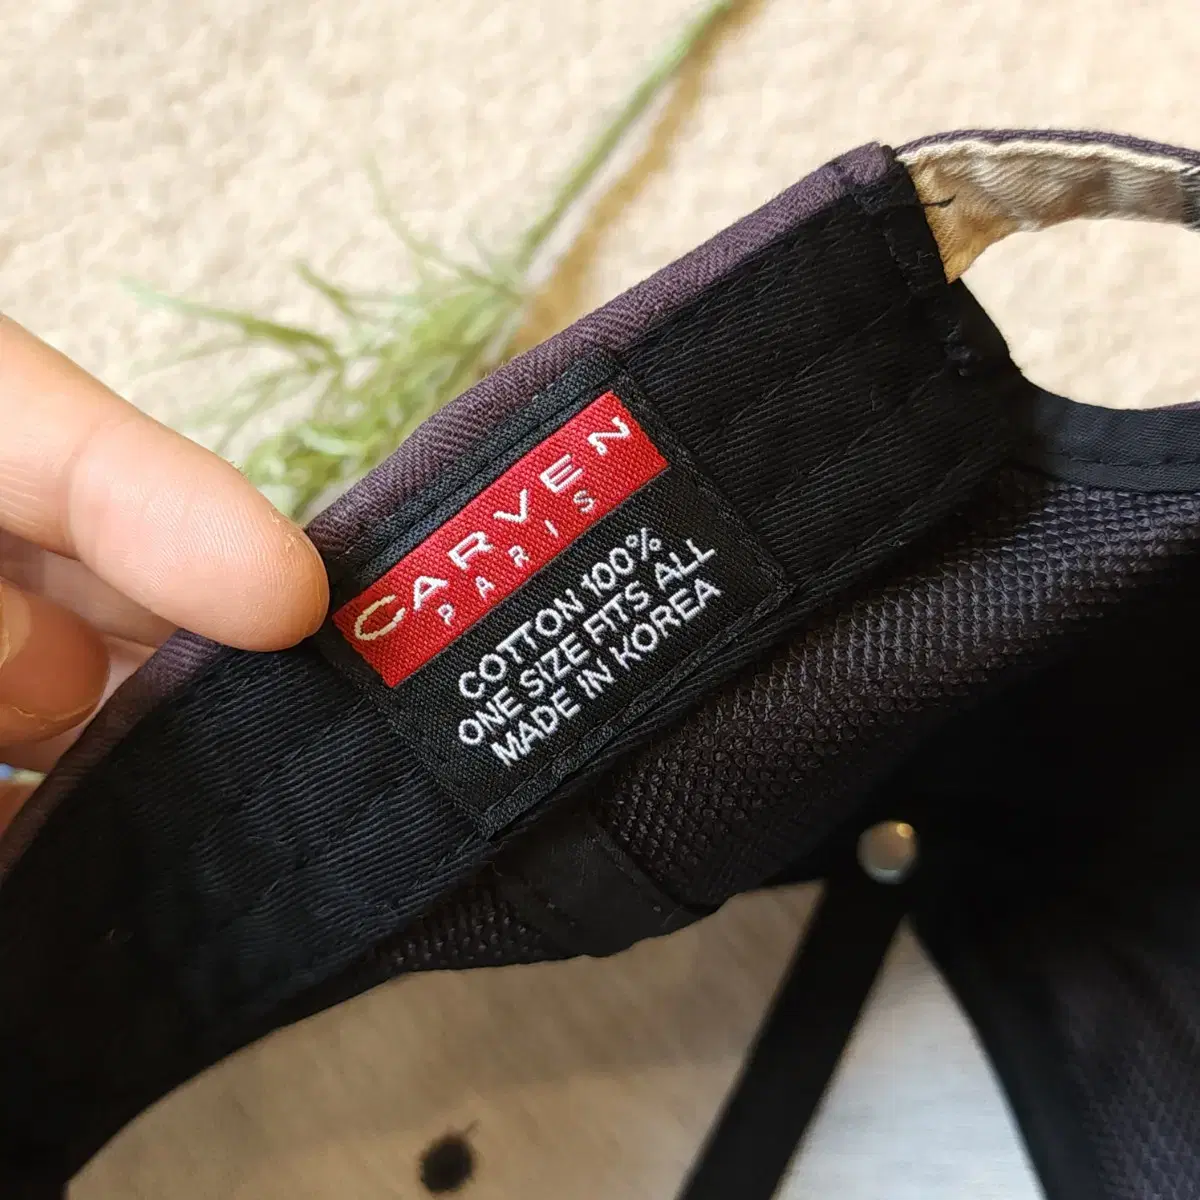 CARVEN
PARIS
COTTON 100%
ONE SIZE FITS ALL
MADE IN KOREA